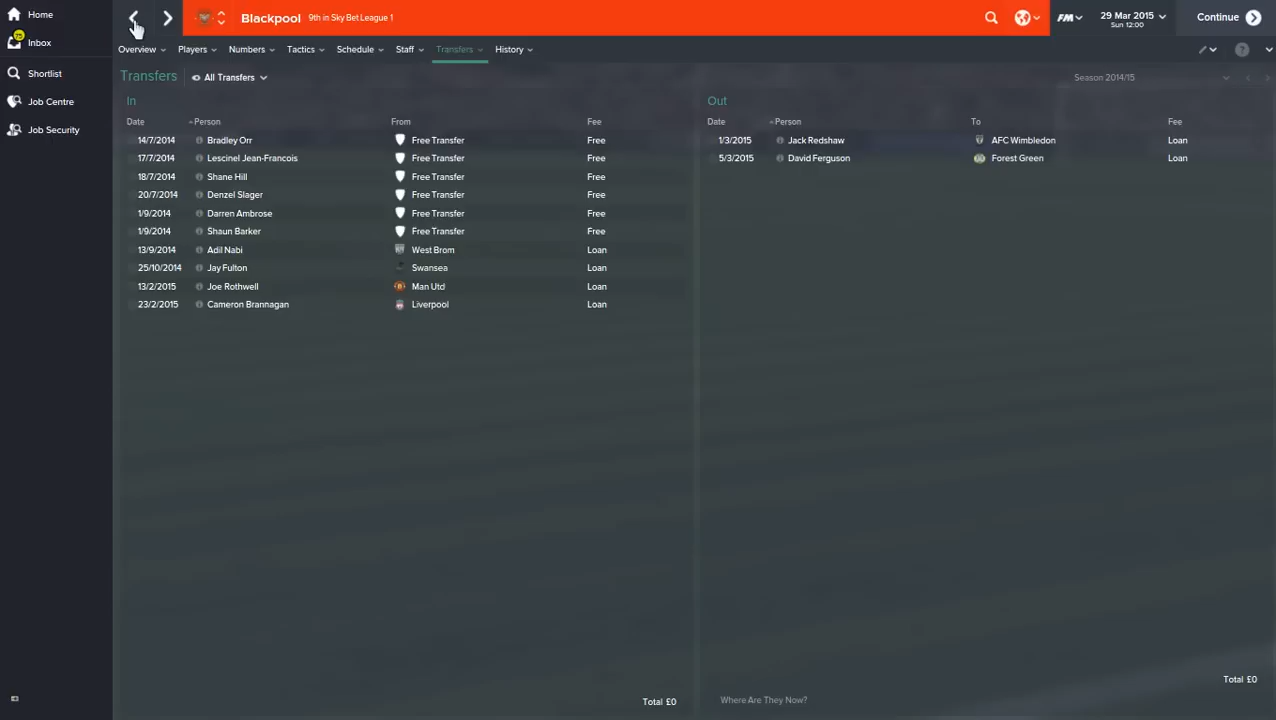 Home
75
Inbox
Shortlist
Job Centre
Job Security
Blackpool 9th in Sky Bet League 1
FM
29 Mar 2015
Sun 12:00
Continue
Overview Players Numbers Tactics Schedule Staff Transfers History
?
Transfers All Transfers
Season 2014/15
In
Date Person From Fee
14/7/2014 Bradley Orr Free Transfer Free
17/7/2014 Lescinel Jean-Francois Free Transfer Free
18/7/2014 Shane Hill Free Transfer Free
20/7/2014 Denzel Slager Free Transfer Free
1/9/2014 Darren Ambrose Free Transfer Free
1/9/2014 Shaun Barker Free Transfer Free
13/9/2014 Adil Nabi West Brom Loan
25/10/2014 Jay Fulton Swansea Loan
13/2/2015 Joe Rothwell Man Utd Loan
23/2/2015 Cameron Brannagan Liverpool Loan
Total £0
Out
Date Person To Fee
1/3/2015 Jack Redshaw AFC Wimbledon Loan
5/3/2015 David Ferguson Forest Green Loan
Total £0
Where Are They Now?